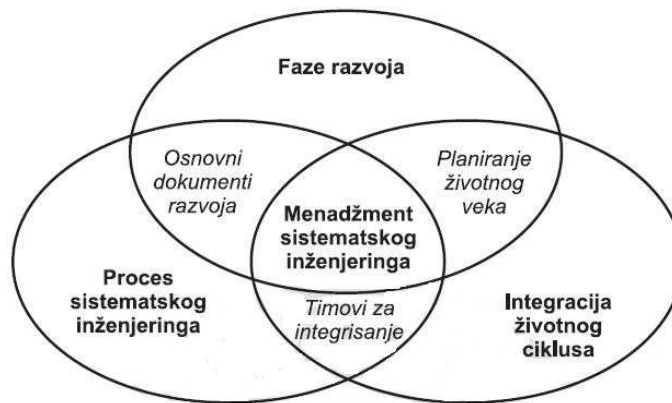 Faze razvoja
Osnovni
dokumenti
razvoja
Planiranje
životnog
veka
Menadžment
sistematskog
inženjeringa
Proces
sistematskog
inženjeringa
Timovi za
integrisanje
Integracija
životnog
ciklusa